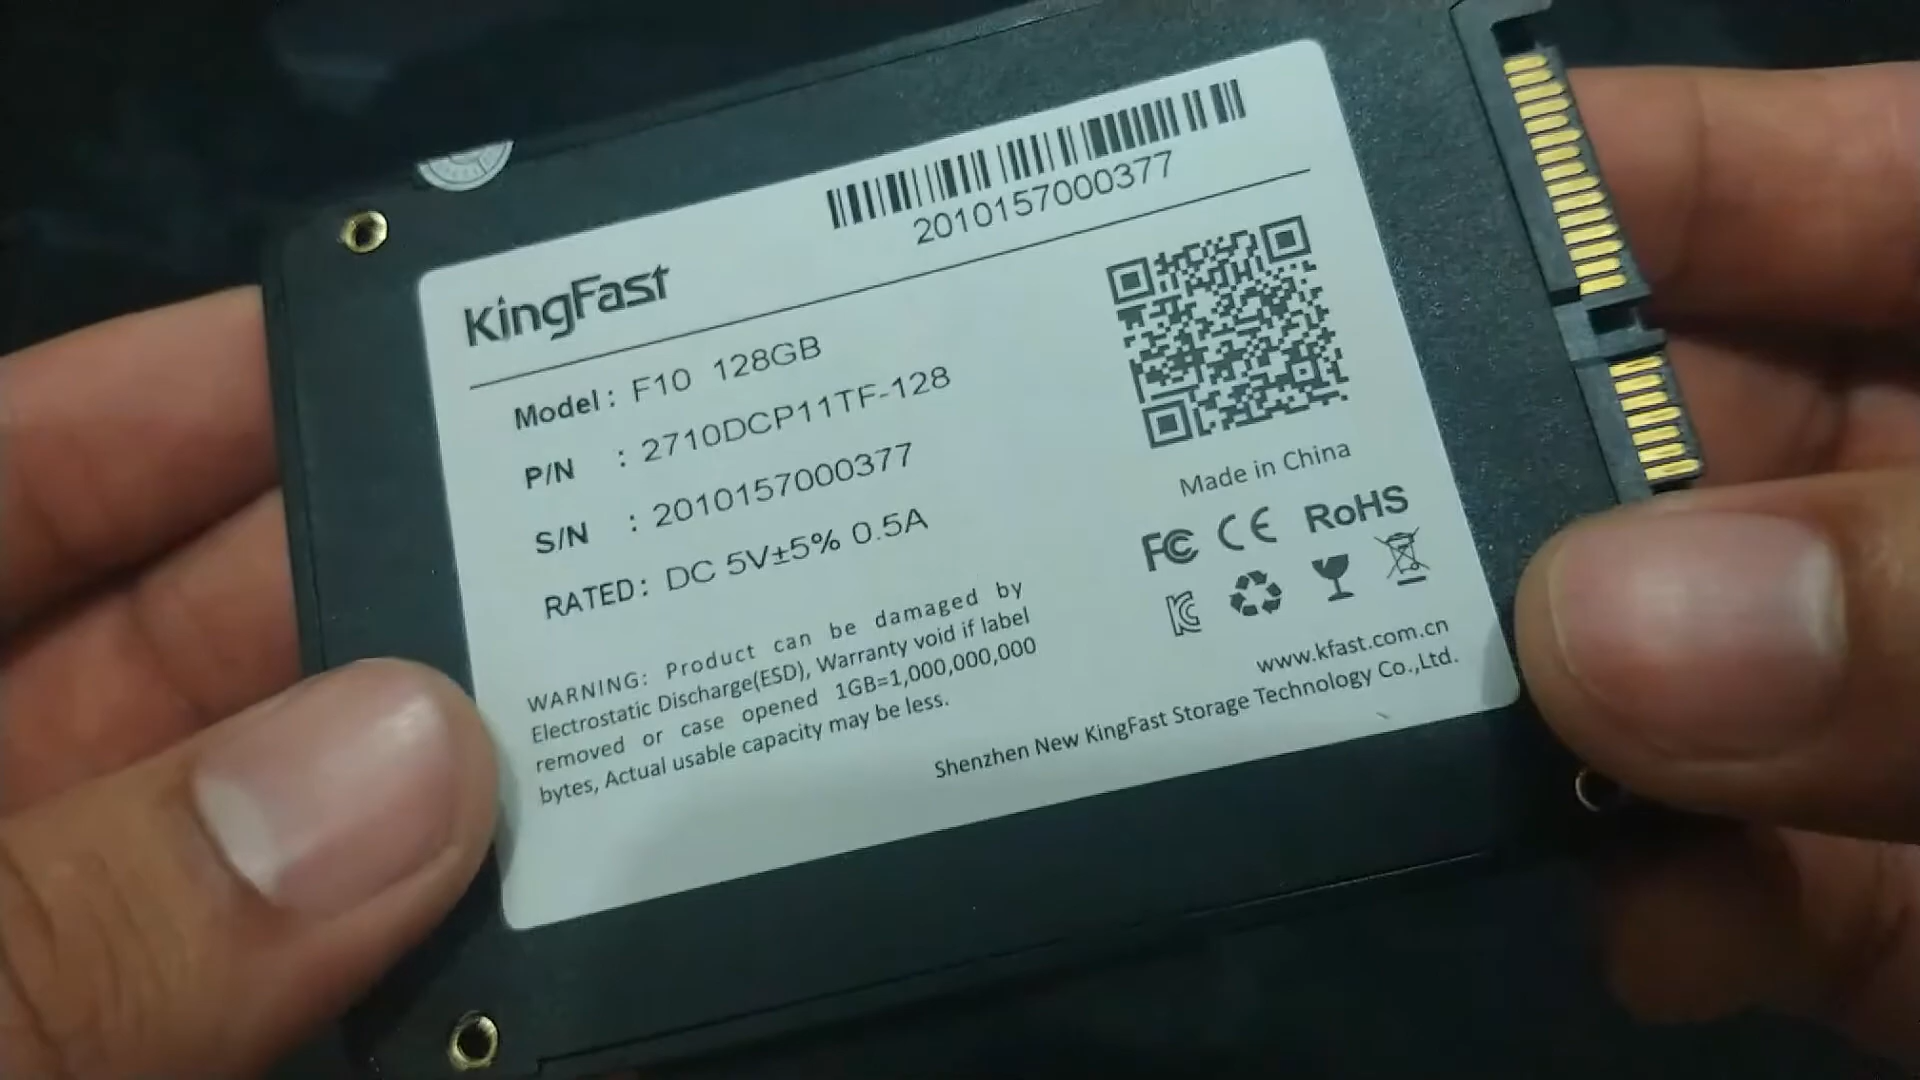 2010157000377
KingFast
Model : F10 128GB
P/N : 2710DCP11TF-128
S/N : 2010157000377
RATED : DC 5V±5% 0.5A
WARNING: Product can be damaged by
Electrostatic Discharge(ESD), Warranty void if label
removed or case opened 1GB=1,000,000,000
bytes, Actual usable capacity may be less.
Made in China
FC CE RoHS
www.kfast.com.cn
Shenzhen New KingFast Storage Technology Co.,Ltd.